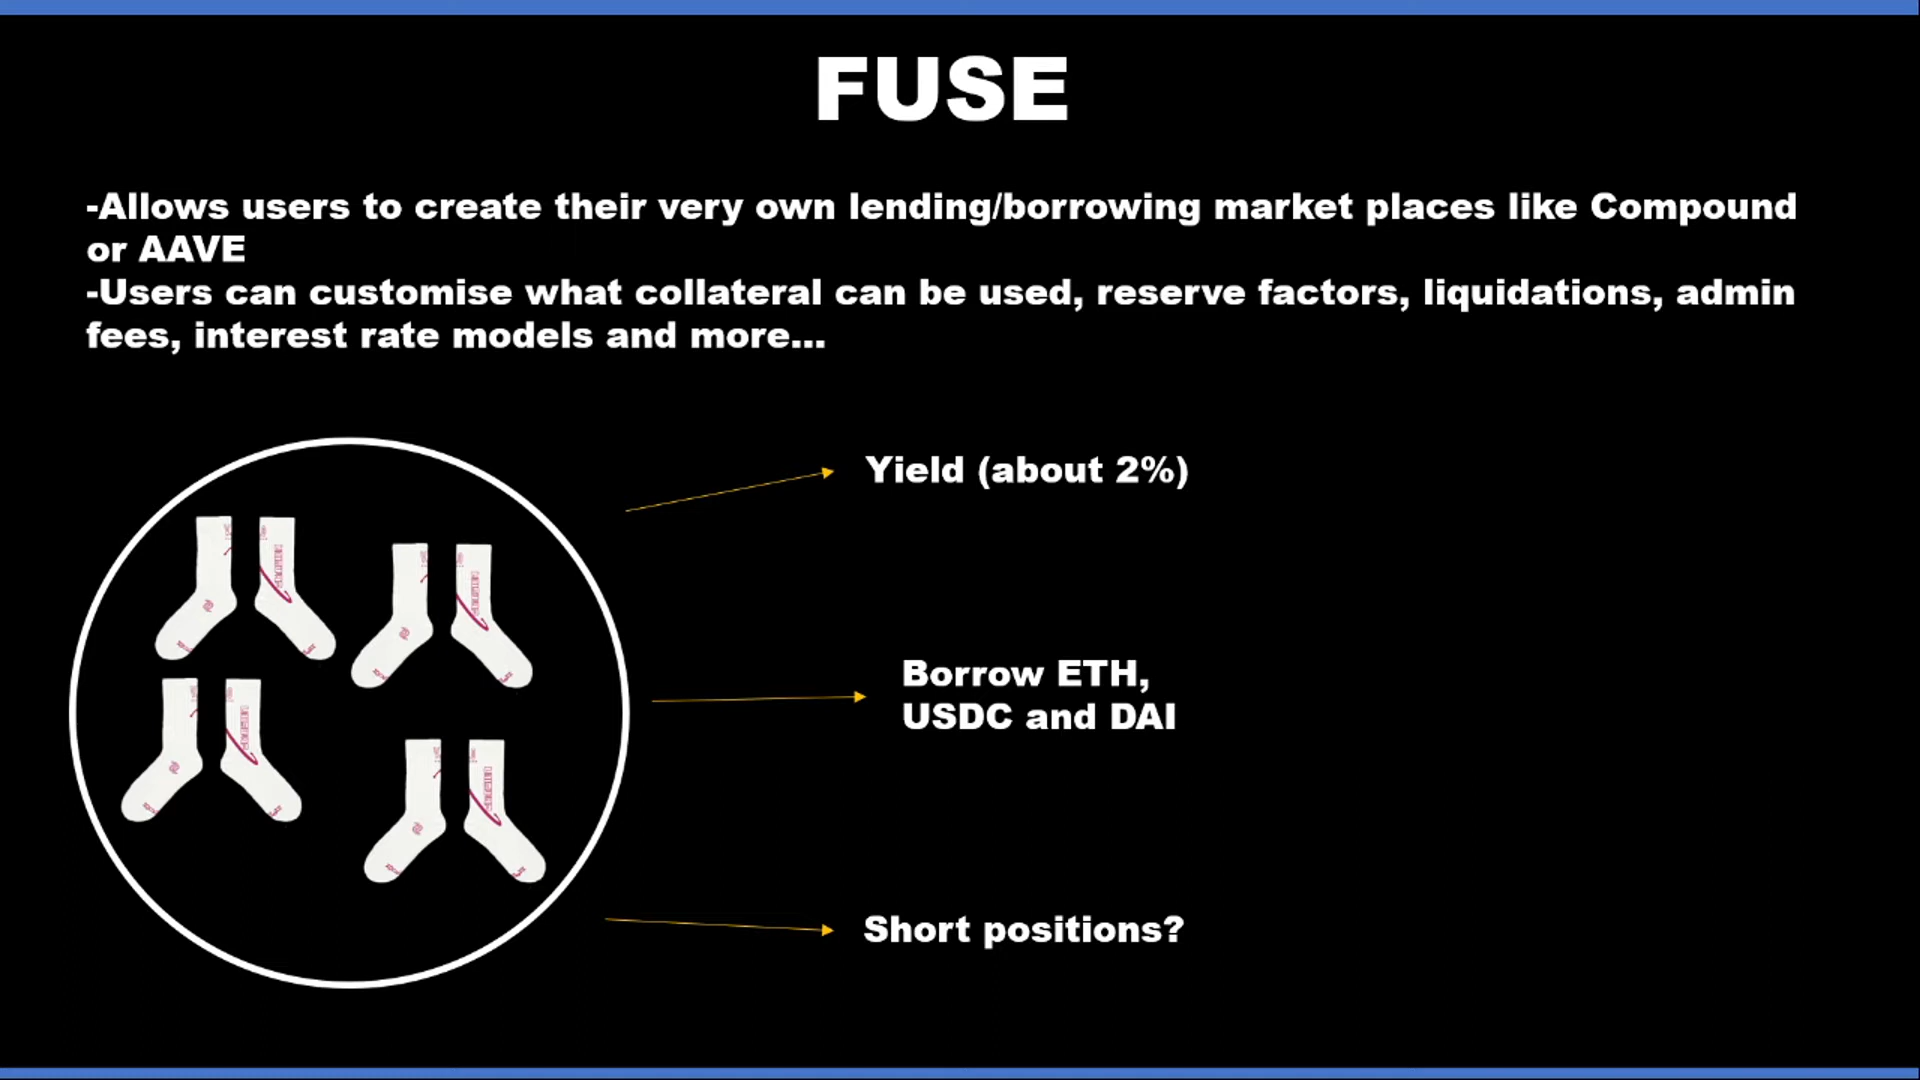 FUSE
-Allows users to create their very own lending/borrowing market places like Compound
or AAVE
-Users can customise what collateral can be used, reserve factors, liquidations, admin
fees, interest rate models and more...
Yield (about 2%)
Borrow ETH,
USDC and DAI
Short positions?